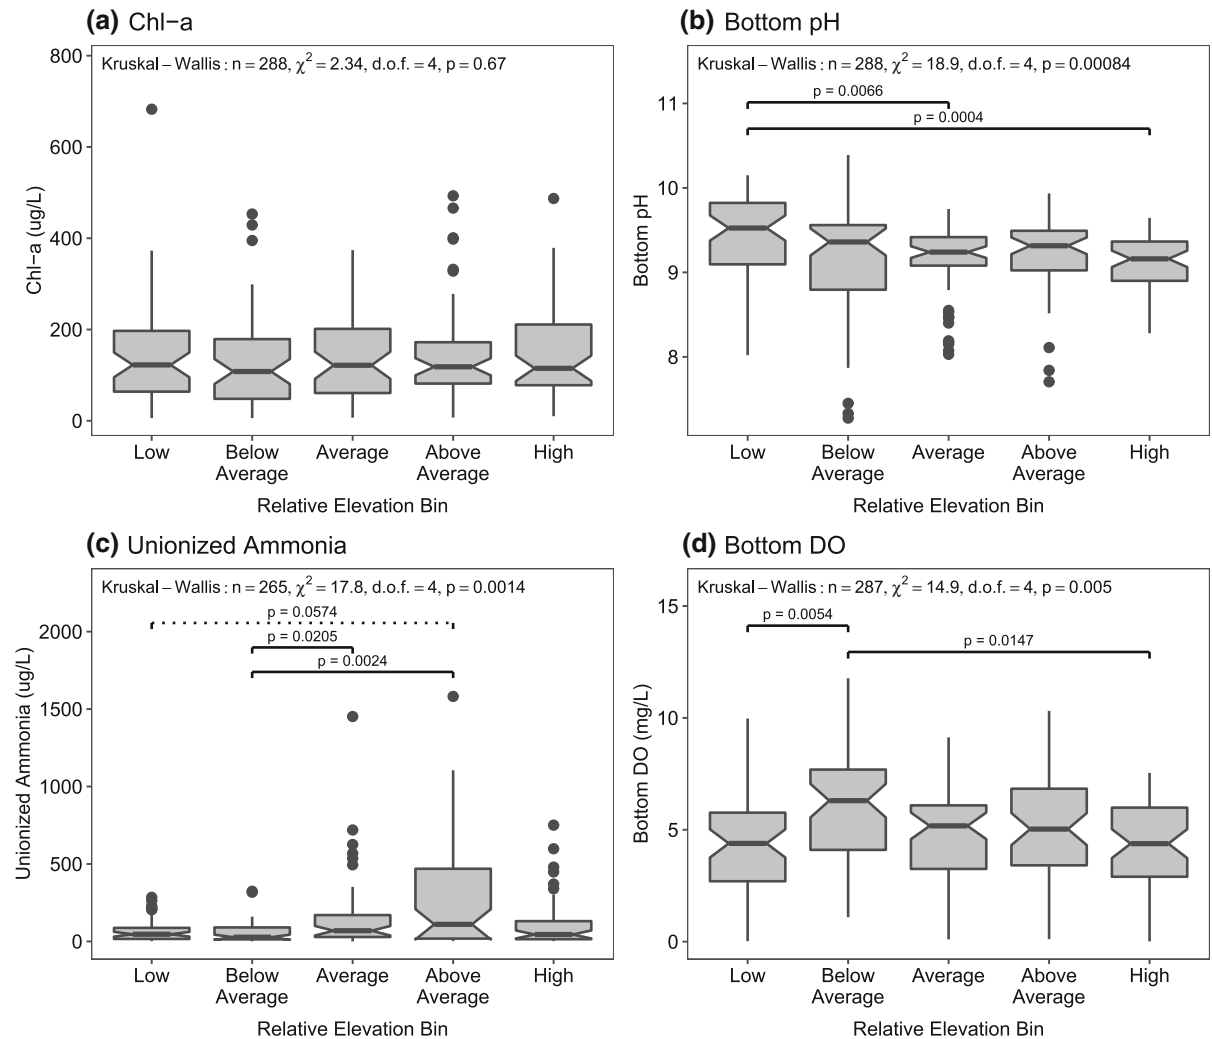 (a) Chl−a
Kruskal − Wallis : n = 288, χ² = 2.34, d.o.f. = 4, p = 0.67
800
600
400
200
0
Chl−a (ug/L)
Low
Below
Average
Average
Above
Average
High
Relative Elevation Bin
(b) Bottom pH
Kruskal − Wallis : n = 288, χ² = 18.9, d.o.f. = 4, p = 0.00084
p = 0.0066
p = 0.0004
11
10
9
8
Bottom pH
Low
Below
Average
Average
Above
Average
High
Relative Elevation Bin
(c) Unionized Ammonia
Kruskal − Wallis : n = 265, χ² = 17.8, d.o.f. = 4, p = 0.0014
p = 0.0574
p = 0.0205
p = 0.0024
2000
1500
1000
500
0
Unionized Ammonia (ug/L)
Low
Below
Average
Average
Above
Average
High
Relative Elevation Bin
(d) Bottom DO
Kruskal − Wallis : n = 287, χ² = 14.9, d.o.f. = 4, p = 0.005
p = 0.0054
p = 0.0147
15
10
5
0
Bottom DO (mg/L)
Low
Below
Average
Average
Above
Average
High
Relative Elevation Bin